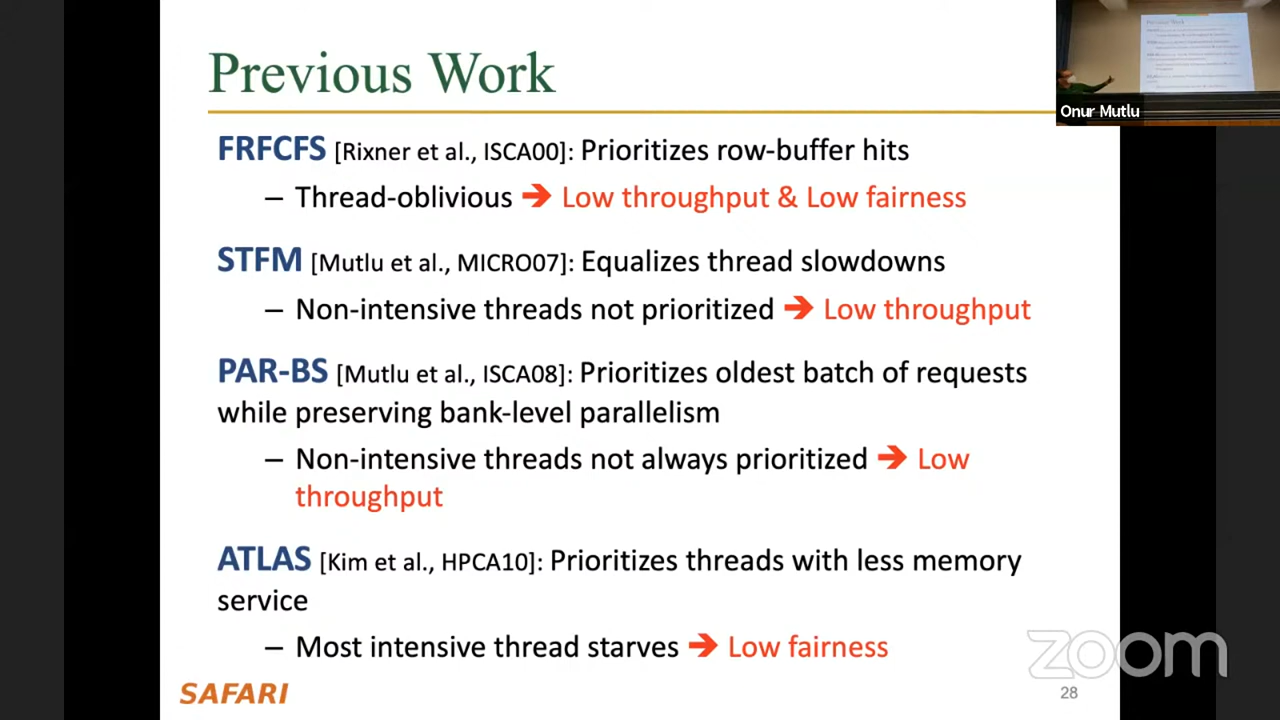 Previous Work
Onur Mutlu
FRFCFS [Rixner et al., ISCA00]: Prioritizes row-buffer hits
– Thread-oblivious ➔ Low throughput & Low fairness
STFM [Mutlu et al., MICRO07]: Equalizes thread slowdowns
– Non-intensive threads not prioritized ➔ Low throughput
PAR-BS [Mutlu et al., ISCA08]: Prioritizes oldest batch of requests
while preserving bank-level parallelism
– Non-intensive threads not always prioritized ➔ Low
throughput
ATLAS [Kim et al., HPCA10]: Prioritizes threads with less memory
service
– Most intensive thread starves ➔ Low fairness
zoom
SAFARI
28